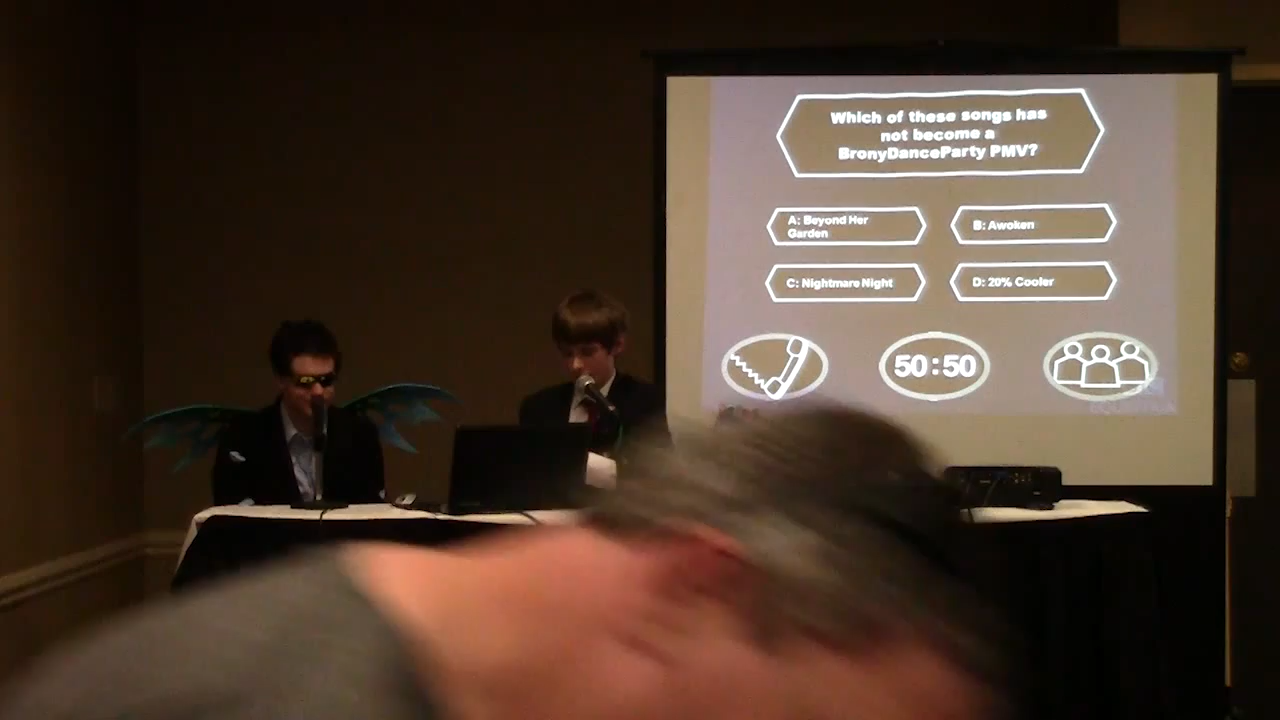 Which of these songs has
not become a
BronyDanceParty PMV?
A: Beyond Her
Garden
B: Awoken
C: Nightmare Night
D: 20% Cooler
50:50